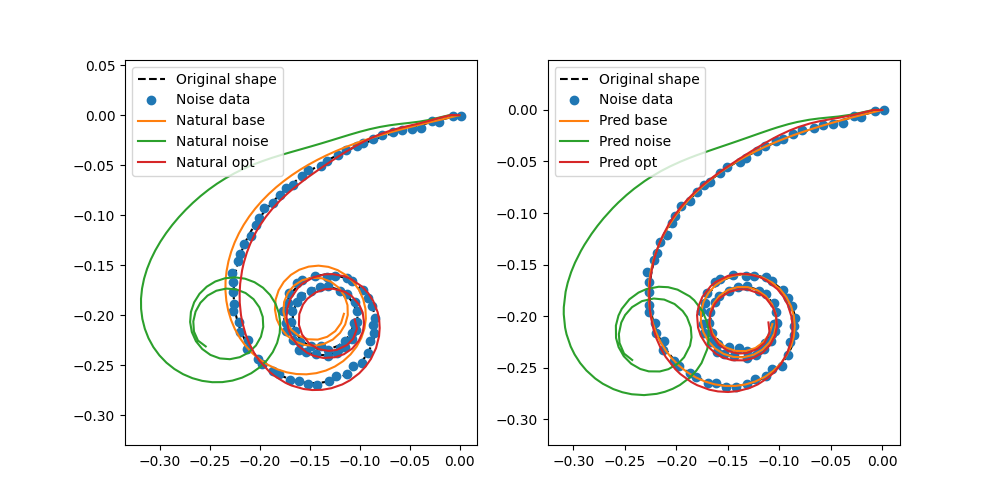 Original shape
Noise data
Natural base
Natural noise
Natural opt
0.05
0.00
−0.05
−0.10
−0.15
−0.20
−0.25
−0.30
−0.30 −0.25 −0.20 −0.15 −0.10 −0.05 0.00
Original shape
Noise data
Pred base
Pred noise
Pred opt
0.00
−0.05
−0.10
−0.15
−0.20
−0.25
−0.30
−0.30 −0.25 −0.20 −0.15 −0.10 −0.05 0.00